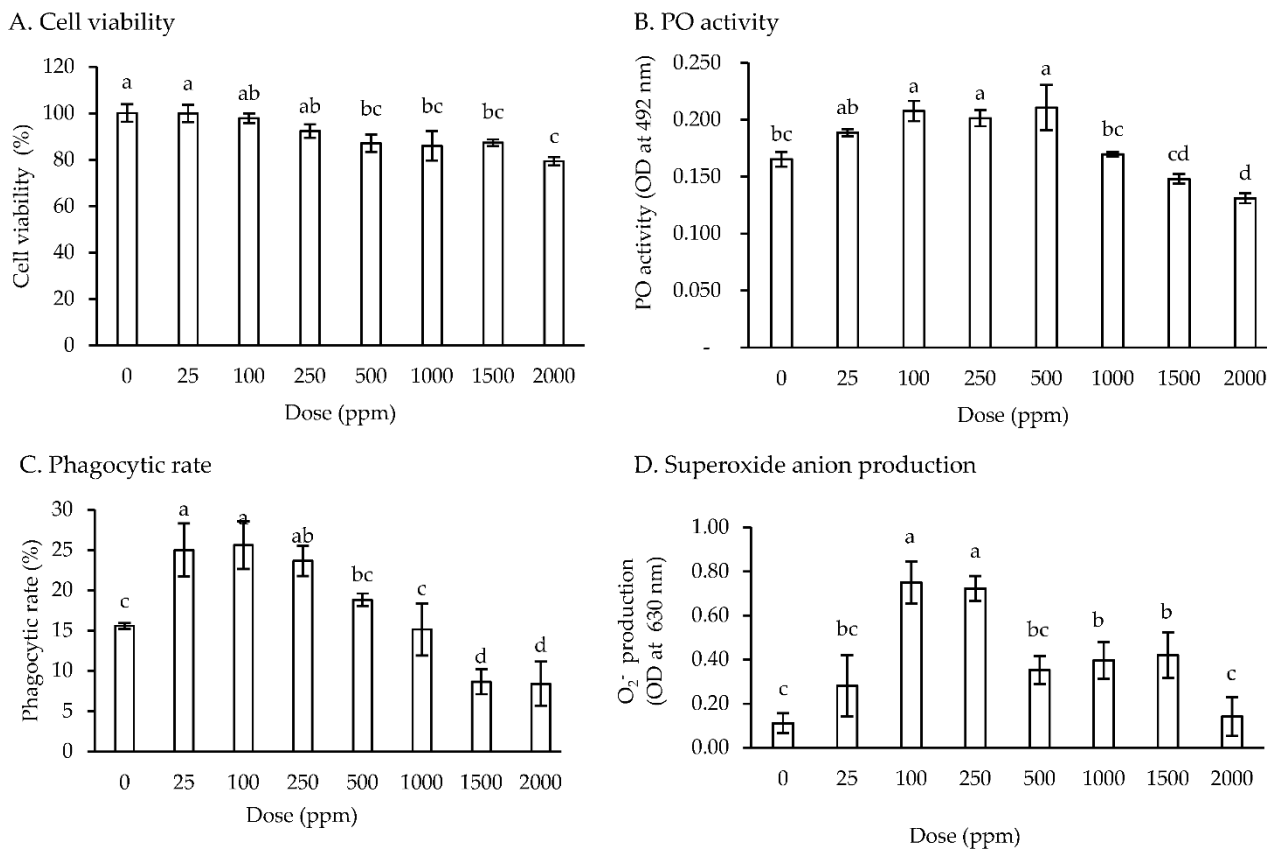 A. Cell viability
Cell viability (%)
120
100
80
60
40
20
0
a a ab ab bc bc bc c
0 25 100 250 500 1000 1500 2000
Dose (ppm)
B. PO activity
PO activity (OD at 492 nm)
0.250
0.200
0.150
0.100
0.050
-
bc ab a a a bc cd d
0 25 100 250 500 1000 1500 2000
Dose (ppm)
C. Phagocytic rate
Phagocytic rate (%)
30
25
20
15
10
5
0
c a a ab bc c d d
0 25 100 250 500 1000 1500 2000
Dose (ppm)
D. Superoxide anion production
O₂⁻ production
(OD at 630 nm)
1.00
0.80
0.60
0.40
0.20
0.00
c bc a a bc b b c
0 25 100 250 500 1000 1500 2000
Dose (ppm)